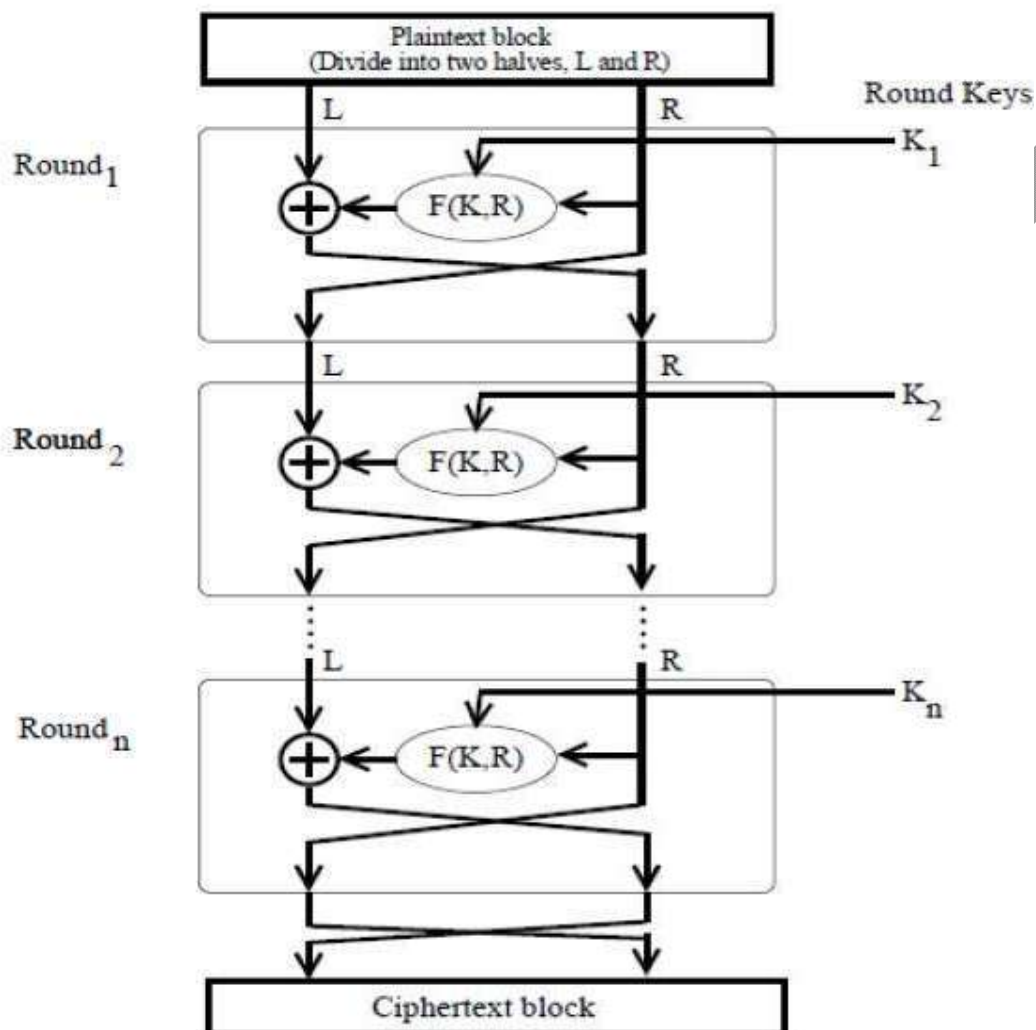 Plaintext block
(Divide into two halves, L and R)
Round Keys
L
R
K1
Round1
F(K,R)
L
R
K2
Round2
F(K,R)
L
R
Kn
Roundn
F(K,R)
Ciphertext block